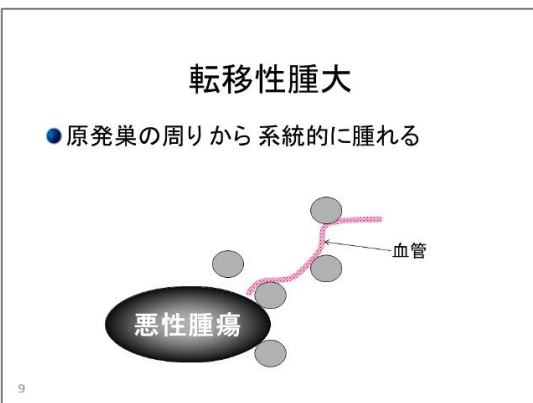 転移性腫大
原発巣の周りから系統的に腫れる
血管
悪性腫瘍
9